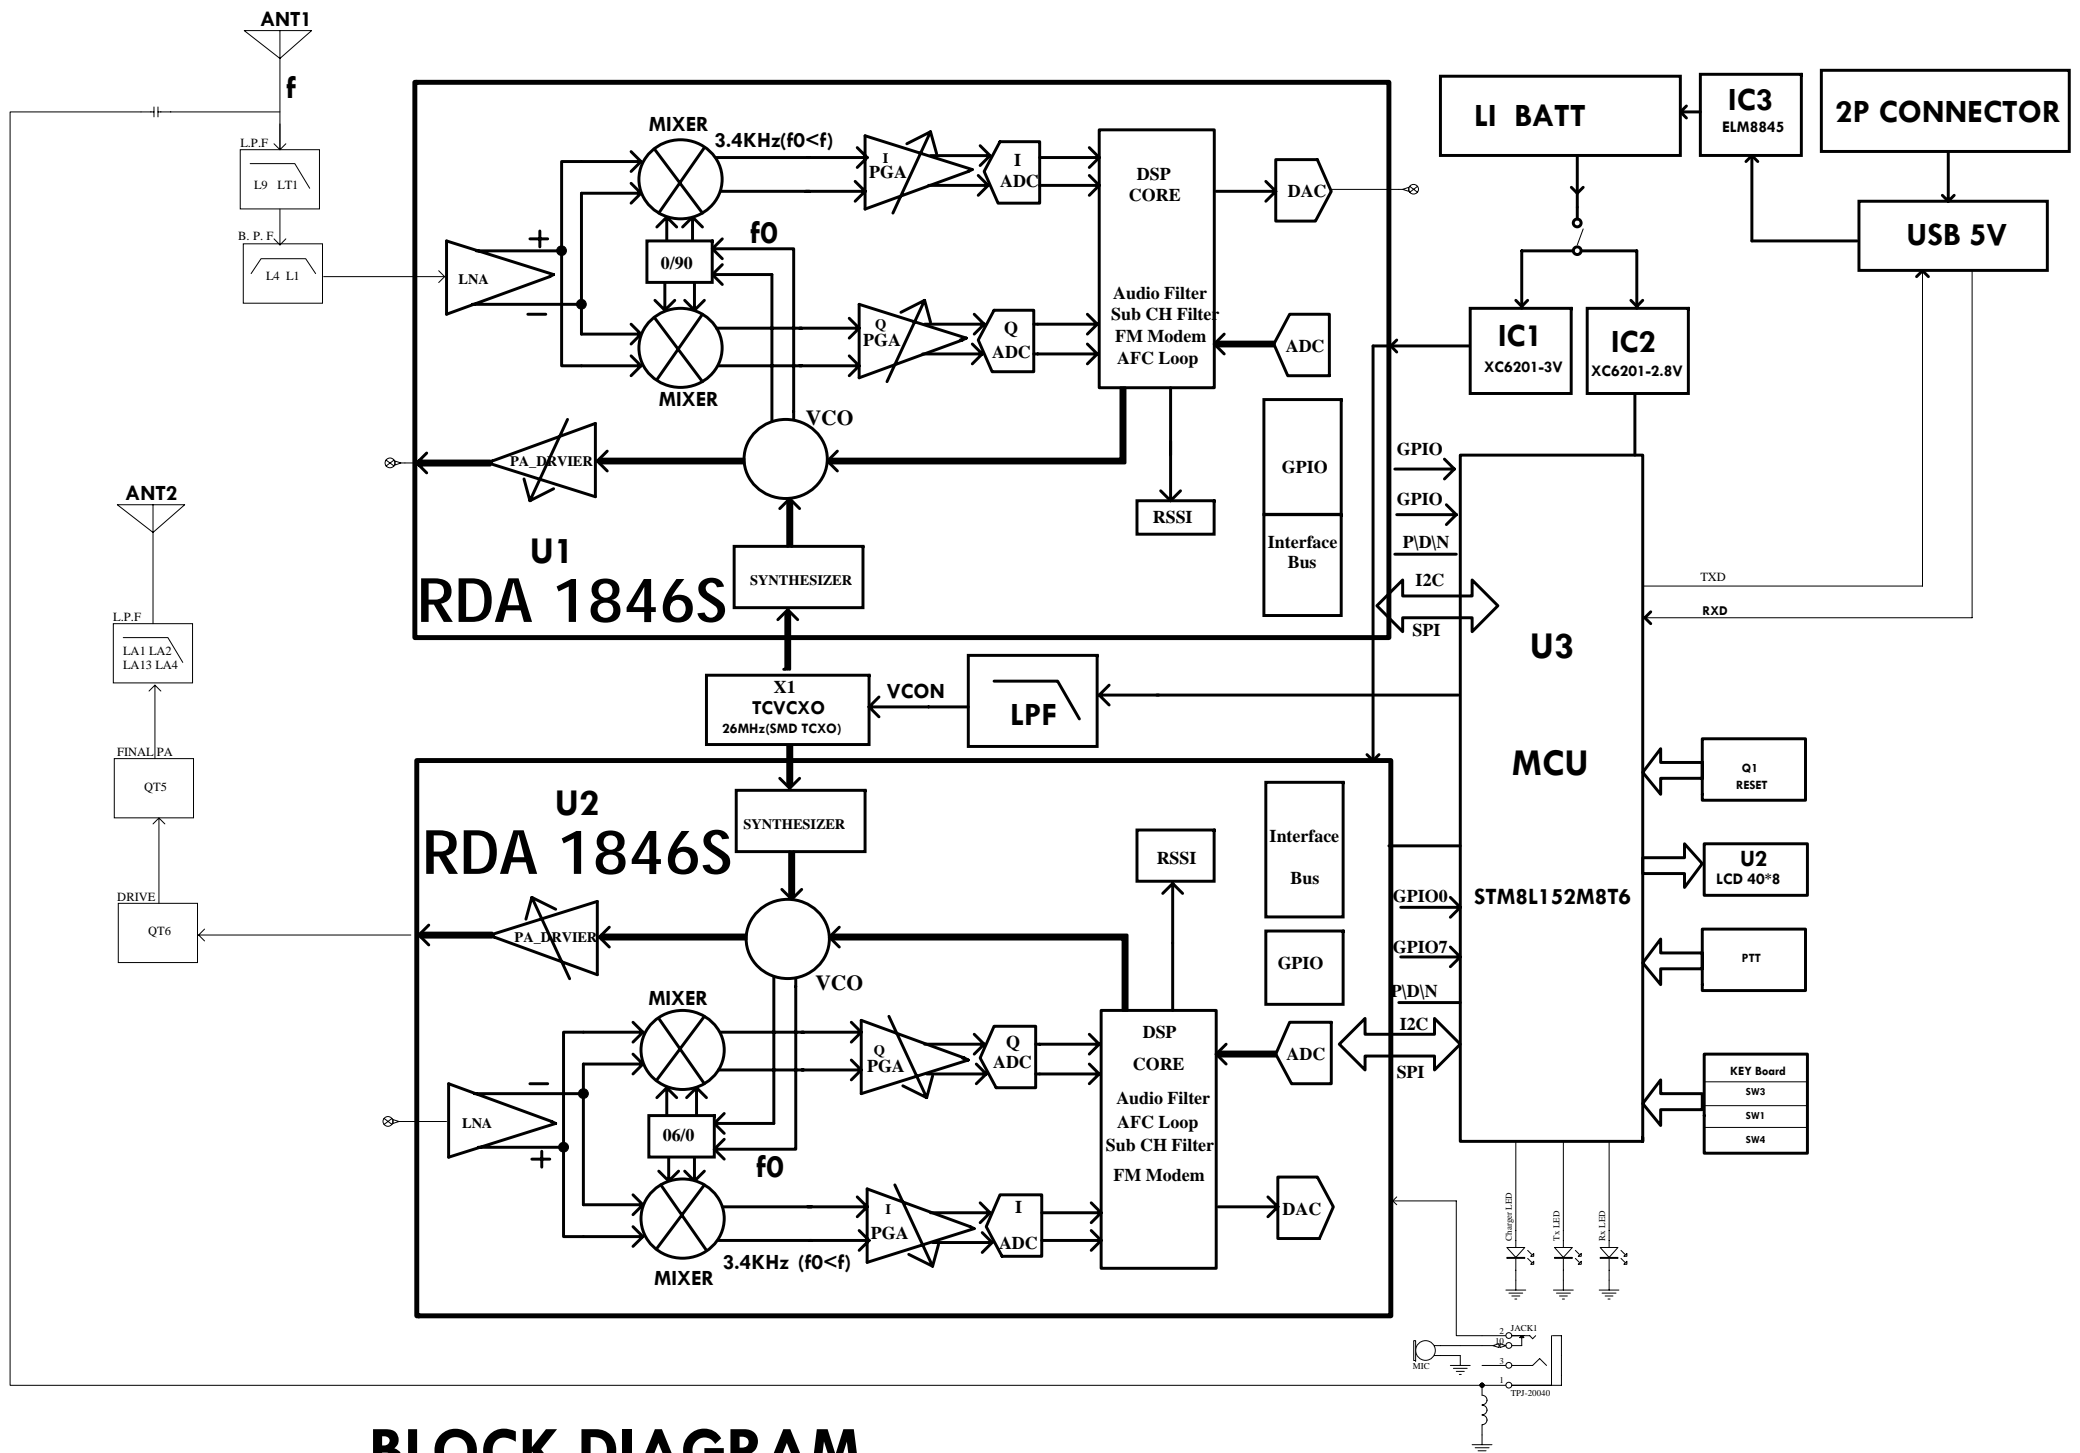 ANT1
f
L.P.F
L9 LT1
B. P. F
L4 L1
MIXER
3.4KHz(f0<f)
I
PGA
I
ADC
DSP
CORE
DAC
LNA
+
−
0/90
f0
Q
PGA
Q
ADC
Audio Filter
Sub CH Filter
FM Modem
AFC Loop
ADC
MIXER
VCO
PA_DRVIER
GPIO
RSSI
Interface
Bus
U1
RDA 1846S
SYNTHESIZER
LI BATT
IC3
ELM8845
2P CONNECTOR
USB 5V
IC1
XC6201-3V
IC2
XC6201-2.8V
GPIO
GPIO
P\D\N
I2C
SPI
TXD
RXD
U3
MCU
STM8L152M8T6
ANT2
L.P.F
LA1 LA2
LA13 LA4
FINAL PA
QT5
DRIVE
QT6
X1
TCVCXO
26MHz(SMD TCXO)
VCON
LPF
U2
RDA 1846S
SYNTHESIZER
RSSI
Interface
Bus
GPIO
PA_DRVIER
VCO
MIXER
Q
PGA
Q
ADC
DSP
CORE
Audio Filter
AFC Loop
Sub CH Filter
FM Modem
ADC
LNA
−
+
06/0
f0
I
PGA
I
ADC
DAC
3.4KHz (f0<f)
MIXER
GPIO0
GPIO7
P\D\N
I2C
SPI
Q1
RESET
U2
LCD 40*8
PTT
KEY Board
SW3
SW1
SW4
Charger LED
Tx LED
Rx LED
2
JACK1
10
MIC
3
1
TPJ-20040
BLOCK DIAGRAM